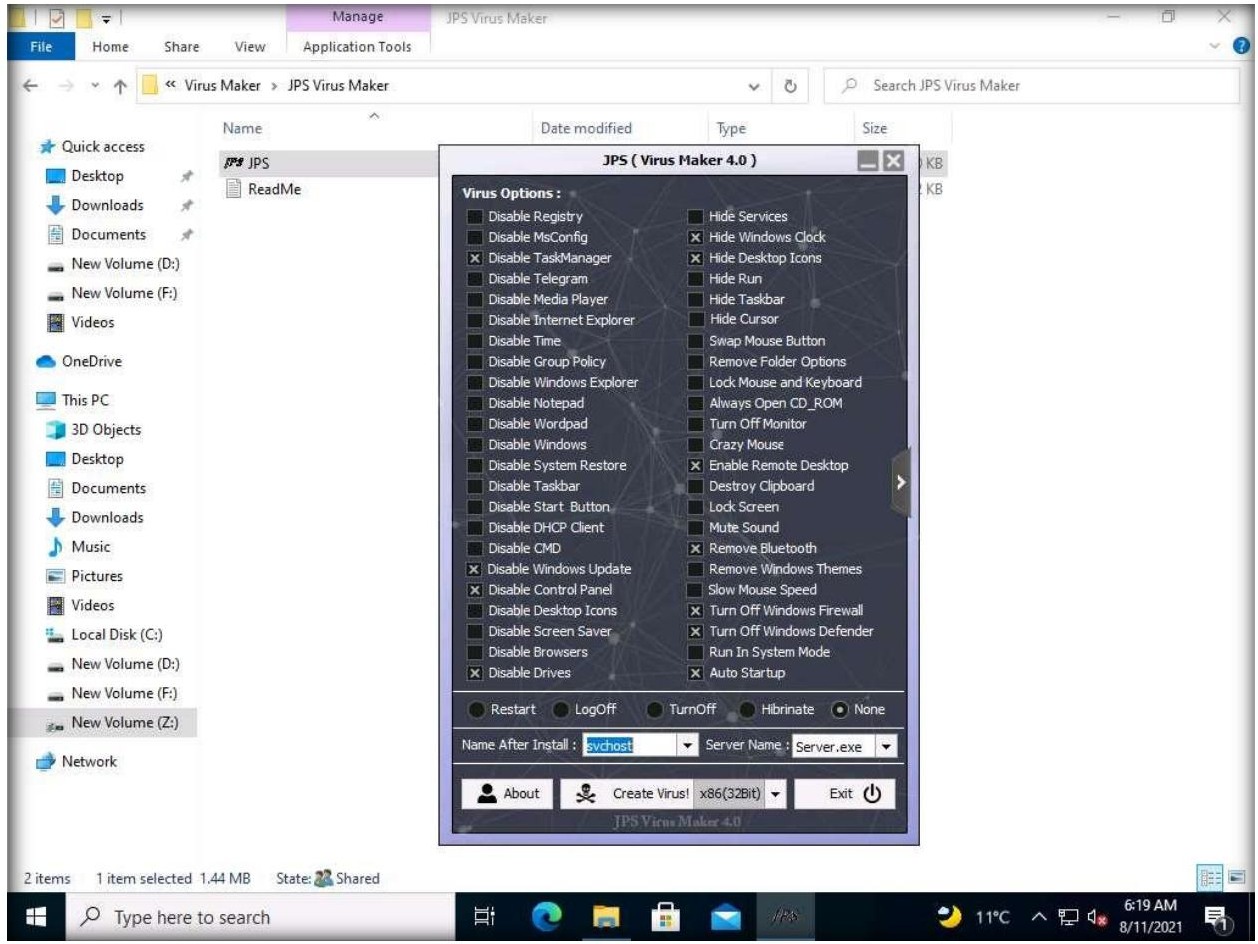 Manage JPS Virus Maker
File Home Share View Application Tools
« Virus Maker › JPS Virus Maker Search JPS Virus Maker
Name Date modified Type Size
JPS KB
ReadMe KB
Quick access
Desktop
Downloads
Documents
New Volume (D:)
New Volume (F:)
Videos
OneDrive
This PC
3D Objects
Desktop
Documents
Downloads
Music
Pictures
Videos
Local Disk (C:)
New Volume (D:)
New Volume (F:)
New Volume (Z:)
Network
JPS ( Virus Maker 4.0 )
Virus Options :
Disable Registry
Disable MsConfig
Disable TaskManager
Disable Telegram
Disable Media Player
Disable Internet Explorer
Disable Time
Disable Group Policy
Disable Windows Explorer
Disable Notepad
Disable Wordpad
Disable Windows
Disable System Restore
Disable Taskbar
Disable Start Button
Disable DHCP Client
Disable CMD
Disable Windows Update
Disable Control Panel
Disable Desktop Icons
Disable Screen Saver
Disable Browsers
Disable Drives
Hide Services
Hide Windows Clock
Hide Desktop Icons
Hide Run
Hide Taskbar
Hide Cursor
Swap Mouse Button
Remove Folder Options
Lock Mouse and Keyboard
Always Open CD_ROM
Turn Off Monitor
Crazy Mouse
Enable Remote Desktop
Destroy Clipboard
Lock Screen
Mute Sound
Remove Bluetooth
Remove Windows Themes
Slow Mouse Speed
Turn Off Windows Firewall
Turn Off Windows Defender
Run In System Mode
Auto Startup
Restart LogOff TurnOff Hibrinate None
Name After Install : svchost Server Name : Server.exe
About Create Virus! x86(32Bit) Exit
JPS Virus Maker 4.0
2 items 1 item selected 1.44 MB State: Shared
Type here to search JPS 11°C 6:19 AM
8/11/2021 1